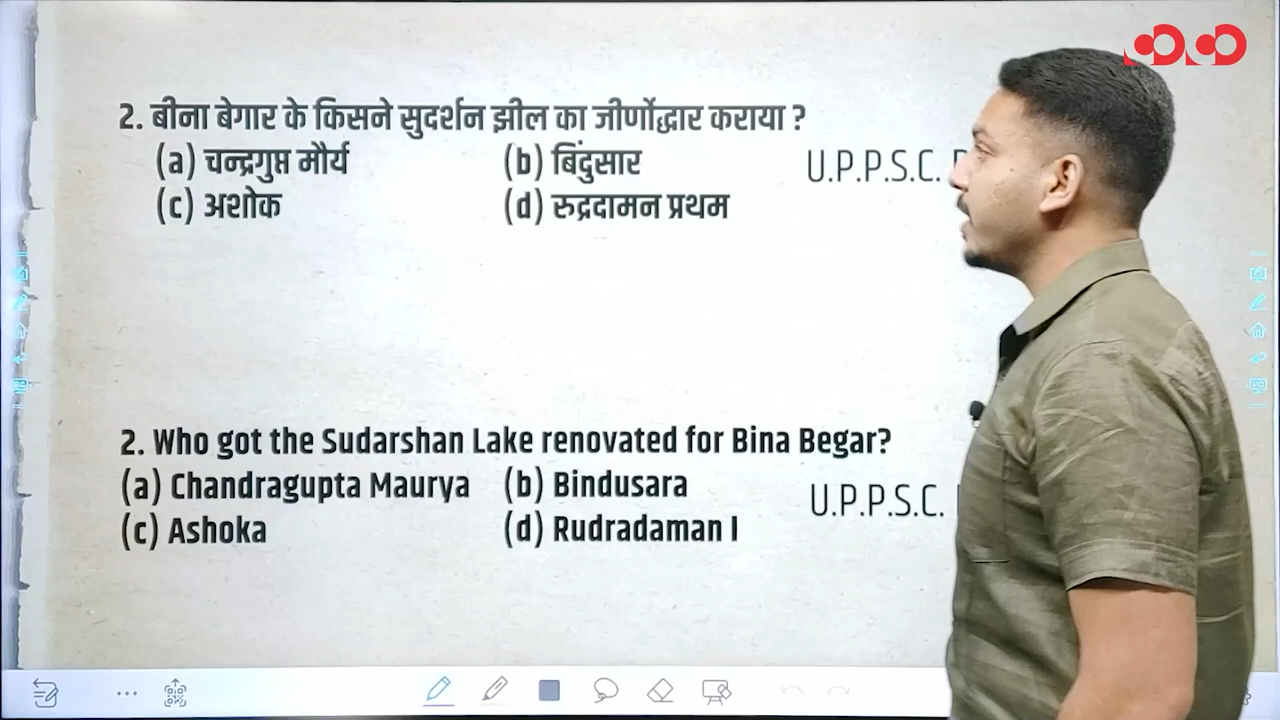 2. बीना बेगार के किसने सुदर्शन झील का जीर्णोद्धार कराया ?
(a) चन्द्रगुप्त मौर्य (b) बिंदुसार U.P.P.S.C.
(c) अशोक (d) रुद्रदामन प्रथम
2. Who got the Sudarshan Lake renovated for Bina Begar?
(a) Chandragupta Maurya (b) Bindusara U.P.P.S.C.
(c) Ashoka (d) Rudradaman I